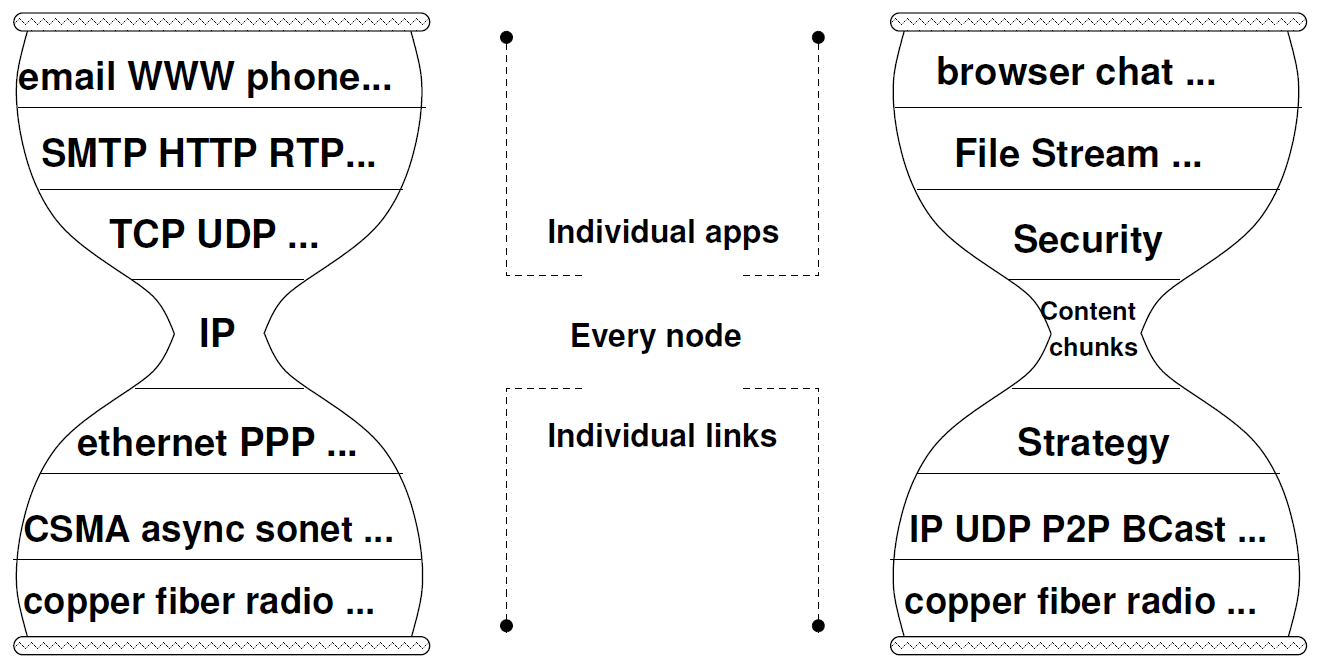 email WWW phone...
SMTP HTTP RTP...
TCP UDP ...
IP
ethernet PPP ...
CSMA async sonet ...
copper fiber radio ...
Individual apps
Every node
Individual links
browser chat ...
File Stream ...
Security
Content
chunks
Strategy
IP UDP P2P BCast ...
copper fiber radio ...